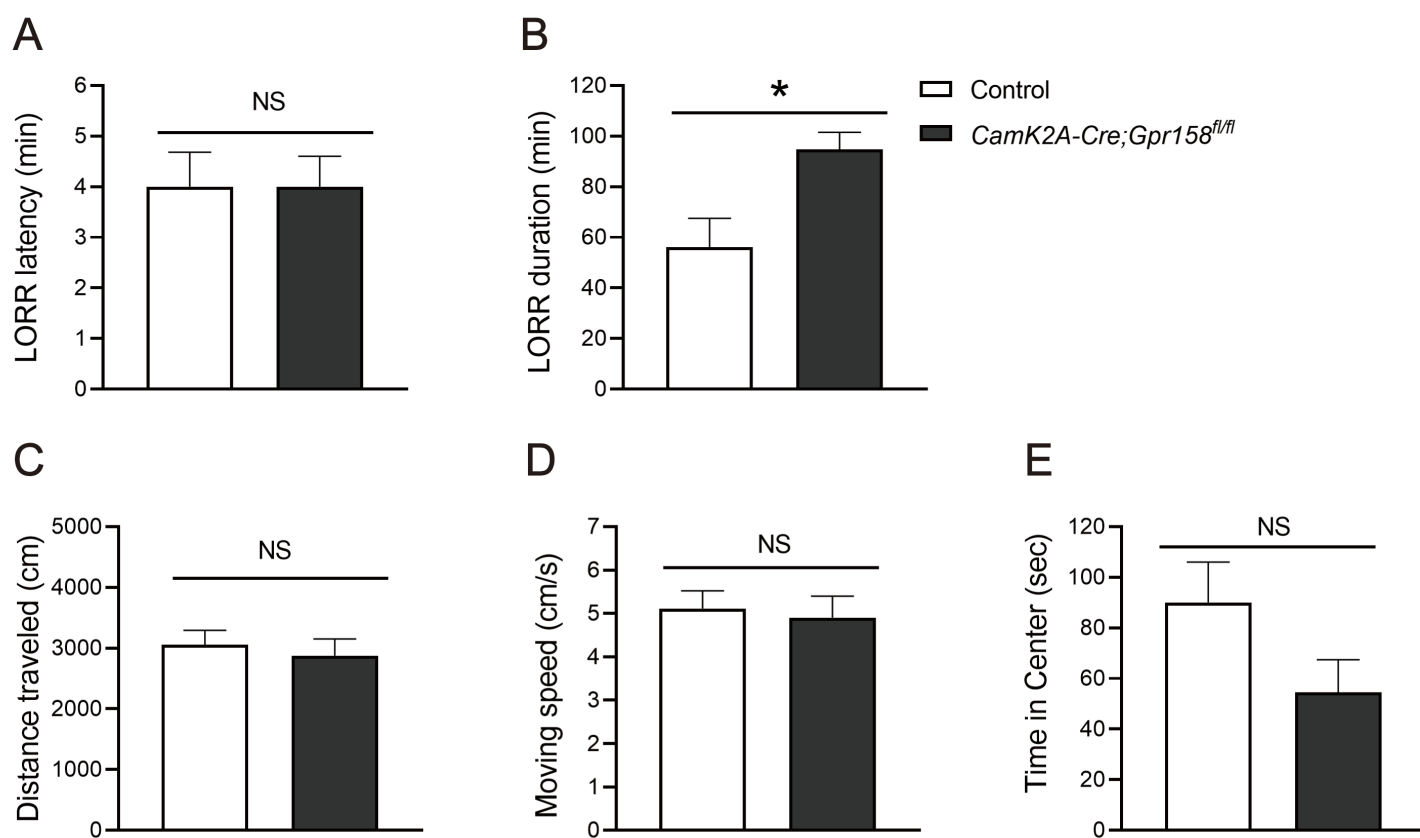 A
LORR latency (min)
6
5
4
3
2
1
0
NS
B
LORR duration (min)
120
100
80
60
40
20
0
*
Control
CamK2A-Cre;Gpr158fl/fl
C
Distance traveled (cm)
5000
4000
3000
2000
1000
0
NS
D
Moving speed (cm/s)
7
6
5
4
3
2
1
0
NS
E
Time in Center (sec)
120
100
80
60
40
20
0
NS